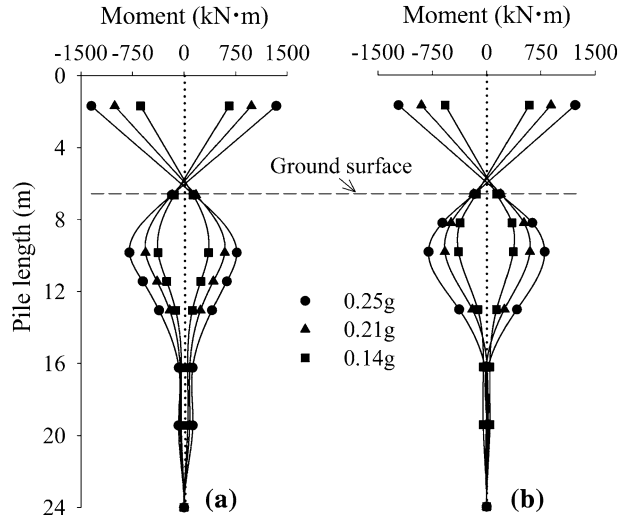 Moment (kN·m)
-1500 -750 0 750 1500
Moment (kN·m)
-1500 -750 0 750 1500
Pile length (m)
0
4
8
12
16
20
24
Ground surface
0.25g
0.21g
0.14g
(a)
(b)